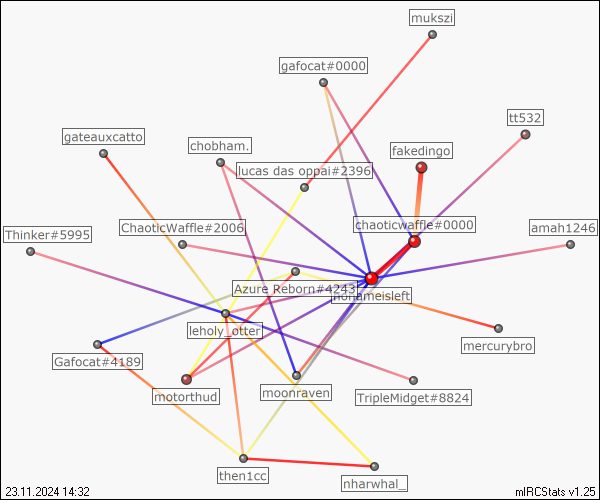 mukszi
gafocat#0000
tt532
gateauxcatto
chobham.
fakedingo
lucas das oppai#2396
chaoticwaffle#0000
Thinker#5995
ChaoticWaffle#2006
amah1246
Azure Reborn#4243
nonameisleft
leholy_otter
mercurybro
Gafocat#4189
motorthud
moonraven
TripleMidget#8824
then1cc
nharwhal_
23.11.2024 14:32
mIRCStats v1.25